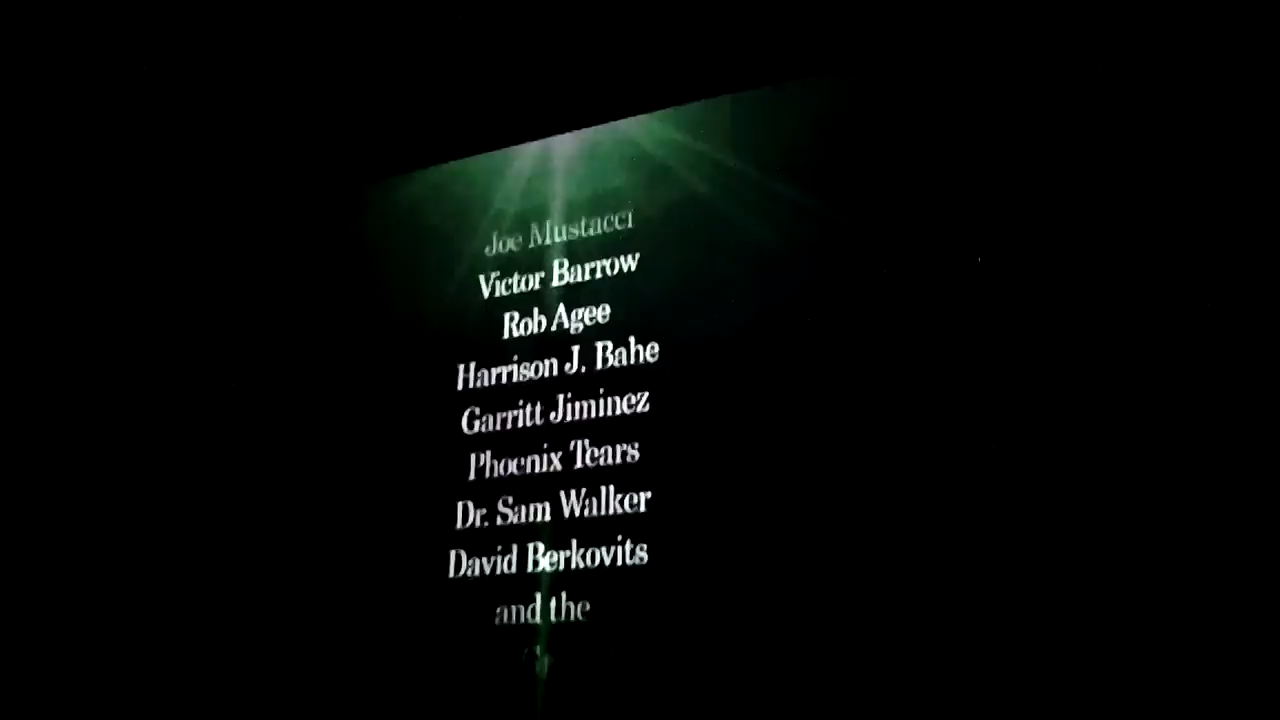 Joe Mustacci
Victor Barrow
Rob Agee
Harrison J. Bahe
Garritt Jiminez
Phoenix Tears
Dr. Sam Walker
David Berkovits
and the